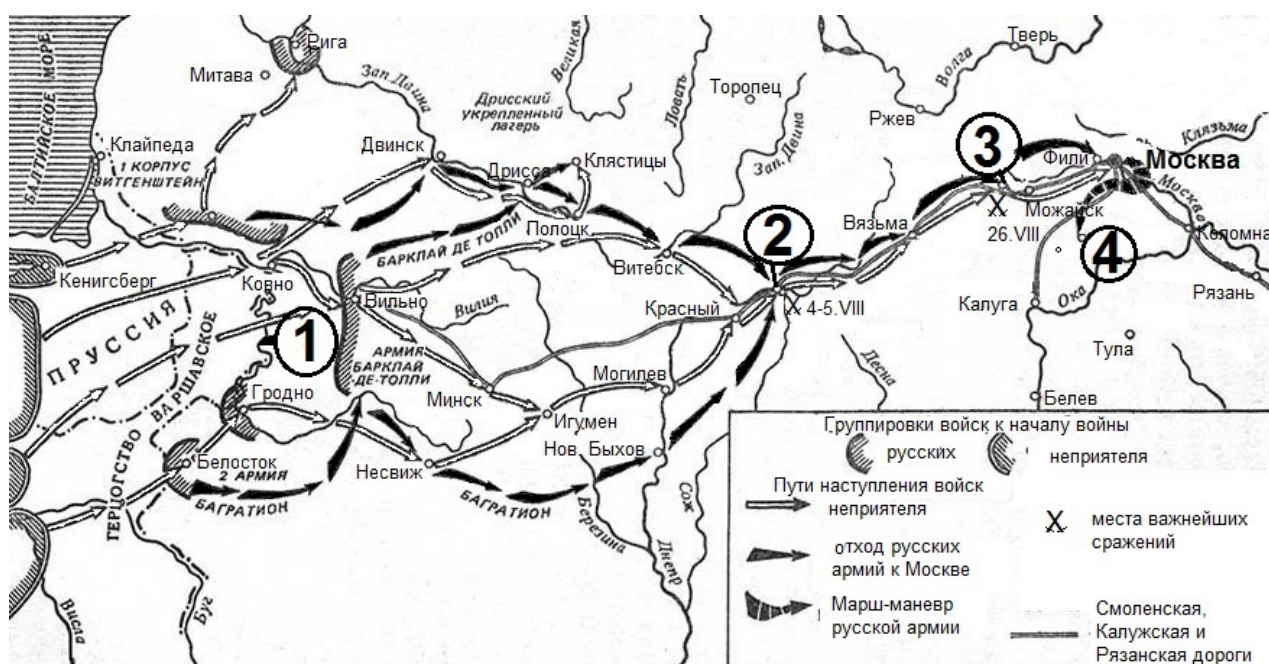 Рига
Митава
БАЛТИЙСКОЕ МОРЕ
Клайпеда
1 КОРПУС
ВИТГЕНШТЕЙН
Зап. Двина
Великая
Ловать
Дрисский
укрепленный
лагерь
Двинск
Дрисса
Клястицы
Полоцк
Торопец
Зап. Двина
Ржев
Волга
Тверь
Клязьма
Фили
Москва
Москва
3
Можайск
26.VIII
Коломна
4
Вязьма
2
Витебск
БАРКЛАЙ ДЕ ТОЛЛИ
Кенигсберг
Ковно
Вильно
Вилия
Красный
4-5.VIII
Калуга
Ока
Рязань
Тула
Белев
Десна
ПРУССИЯ
1
АРМИЯ
БАРКЛАЙ
ДЕ-ТОЛЛИ
Минск
Могилев
Гродно
Игумен
Нов. Быхов
ГЕРЦОГСТВО ВАРШАВСКОЕ
Белосток
2 АРМИЯ
БАГРАТИОН
Несвиж
БАГРАТИОН
Березина
Сож
Днепр
Висла
Буг
Группировки войск к началу войны
русских
неприятеля
Пути наступления войск
неприятеля
отход русских
армий к Москве
Марш-маневр
русской армии
X
места важнейших
сражений
Смоленская,
Калужская и
Рязанская дороги